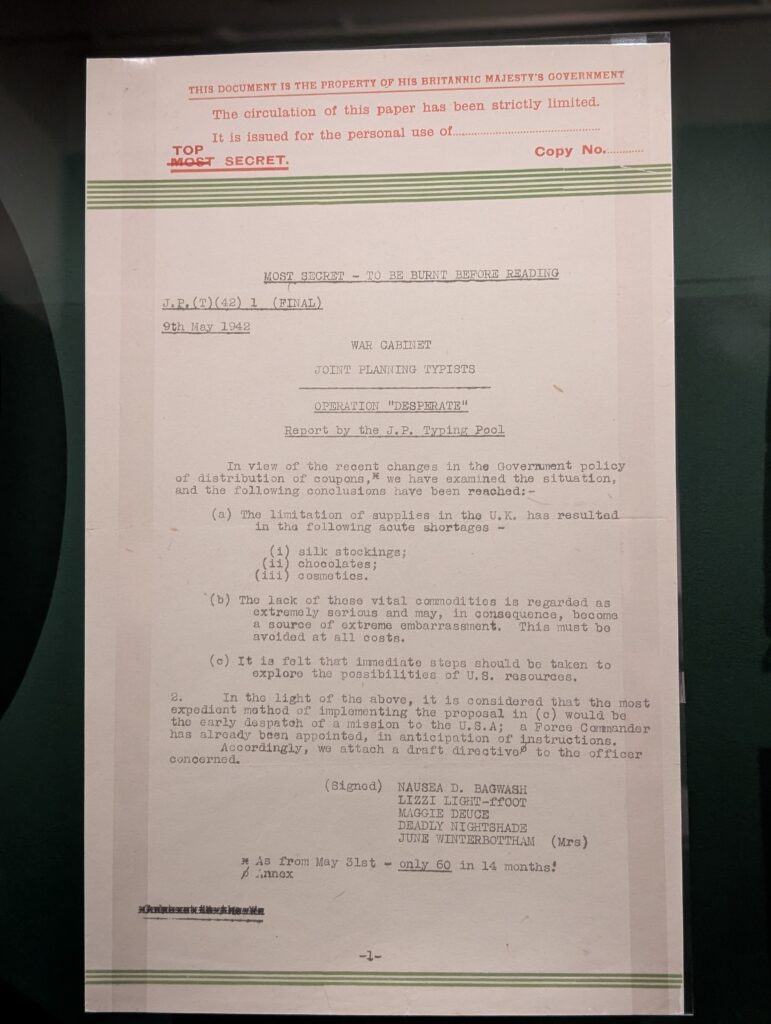 THIS DOCUMENT IS THE PROPERTY OF HIS BRITANNIC MAJESTY'S GOVERNMENT
The circulation of this paper has been strictly limited.
It is issued for the personal use of..........................................
TOP
MOST SECRET.
Copy No............
MOST SECRET - TO BE BURNT BEFORE READING
J.P.(T)(42) 1 (FINAL)
9th May 1942
WAR CABINET
JOINT PLANNING TYPISTS
OPERATION "DESPERATE"
Report by the J.P. Typing Pool
In view of the recent changes in the Government policy
of distribution of coupons,* we have examined the situation,
and the following conclusions have been reached:-
(a) The limitation of supplies in the U.K. has resulted
in the following acute shortages -
(i) silk stockings;
(ii) chocolates;
(iii) cosmetics.
(b) The lack of these vital commodities is regarded as
extremely serious and may, in consequence, become
a source of extreme embarrassment. This must be
avoided at all costs.
(c) It is felt that immediate steps should be taken to
explore the possibilities of U.S. resources.
2. In the light of the above, it is considered that the most
expedient method of implementing the proposal in (c) would be
the early despatch of a mission to the U.S.A; a Force Commander
has already been appointed, in anticipation of instructions.
Accordingly, we attach a draft directive∅ to the officer
concerned.
(Signed) NAUSEA D. BAGWASH
LIZZI LIGHT-ffOOT
MAGGIE DEUCE
DEADLY NIGHTSHADE
JUNE WINTERBOTTHAM (Mrs)
* As from May 31st - only 60 in 14 months!
∅ Annex
-1-